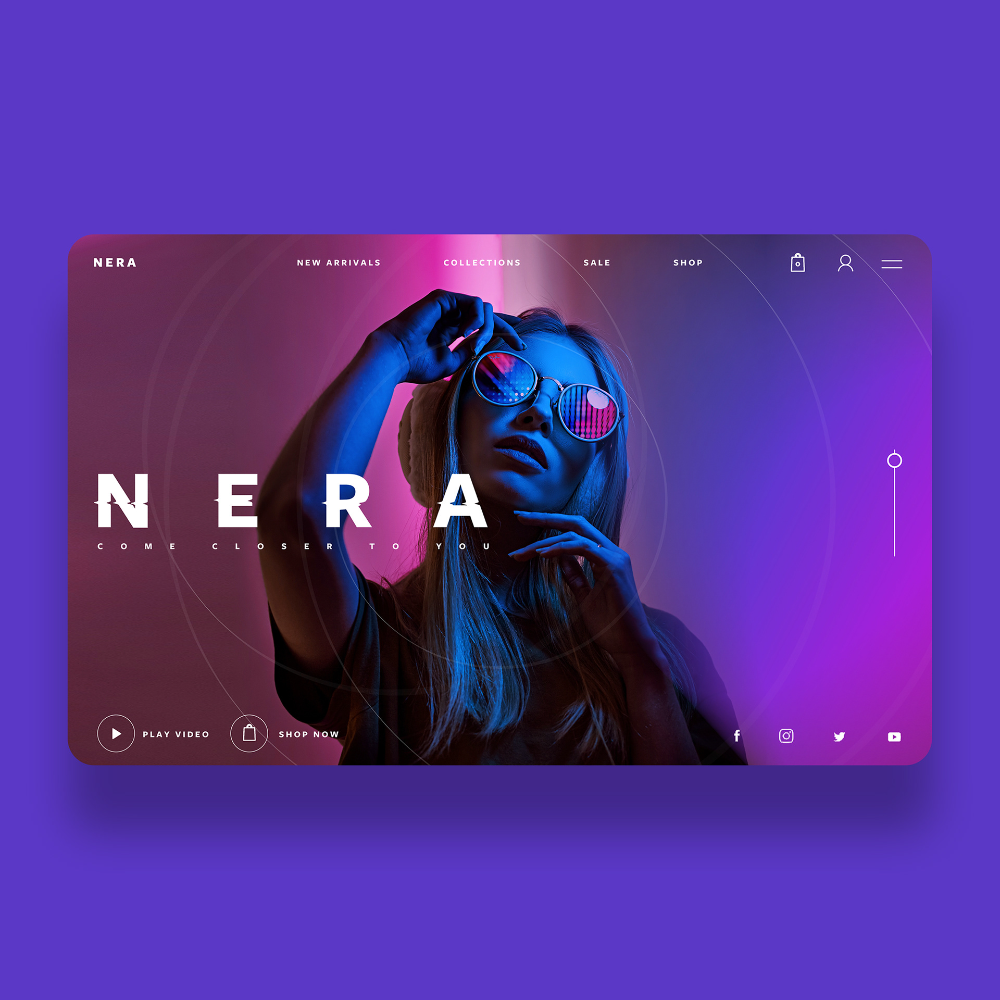 NERA
NEW ARRIVALS COLLECTIONS SALE SHOP
0
NERA
COME CLOSER TO YOU
PLAY VIDEO SHOP NOW